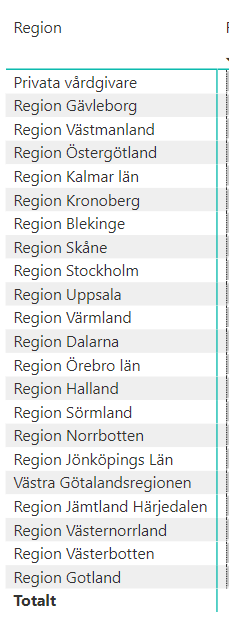 Region
Privata vårdgivare
Region Gävleborg
Region Västmanland
Region Östergötland
Region Kalmar län
Region Kronoberg
Region Blekinge
Region Skåne
Region Stockholm
Region Uppsala
Region Värmland
Region Dalarna
Region Örebro län
Region Halland
Region Sörmland
Region Norrbotten
Region Jönköpings Län
Västra Götalandsregionen
Region Jämtland Härjedalen
Region Västernorrland
Region Västerbotten
Region Gotland
Totalt